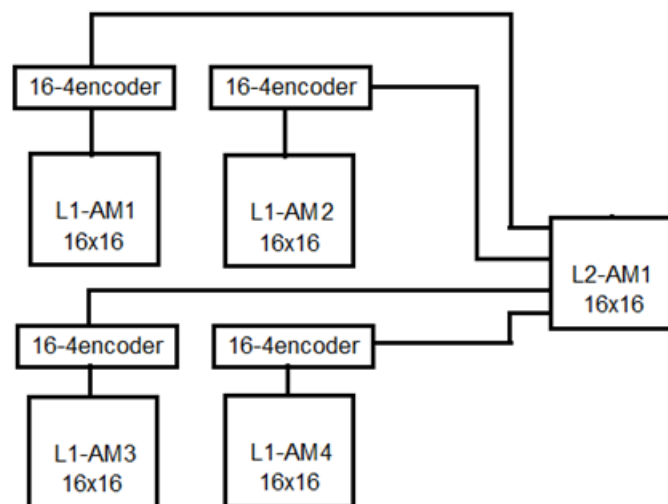 16-4encoder
16-4encoder
L1-AM1
16x16
L1-AM2
16x16
L2-AM1
16x16
16-4encoder
16-4encoder
L1-AM3
16x16
L1-AM4
16x16